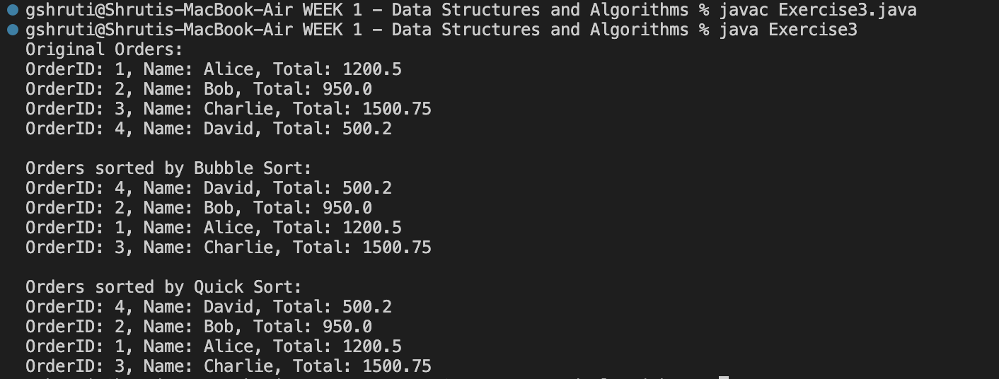 gshruti@Shrutis-MacBook-Air WEEK 1 - Data Structures and Algorithms % javac Exercise3.java
gshruti@Shrutis-MacBook-Air WEEK 1 - Data Structures and Algorithms % java Exercise3
Original Orders:
OrderID: 1, Name: Alice, Total: 1200.5
OrderID: 2, Name: Bob, Total: 950.0
OrderID: 3, Name: Charlie, Total: 1500.75
OrderID: 4, Name: David, Total: 500.2
Orders sorted by Bubble Sort:
OrderID: 4, Name: David, Total: 500.2
OrderID: 2, Name: Bob, Total: 950.0
OrderID: 1, Name: Alice, Total: 1200.5
OrderID: 3, Name: Charlie, Total: 1500.75
Orders sorted by Quick Sort:
OrderID: 4, Name: David, Total: 500.2
OrderID: 2, Name: Bob, Total: 950.0
OrderID: 1, Name: Alice, Total: 1200.5
OrderID: 3, Name: Charlie, Total: 1500.75